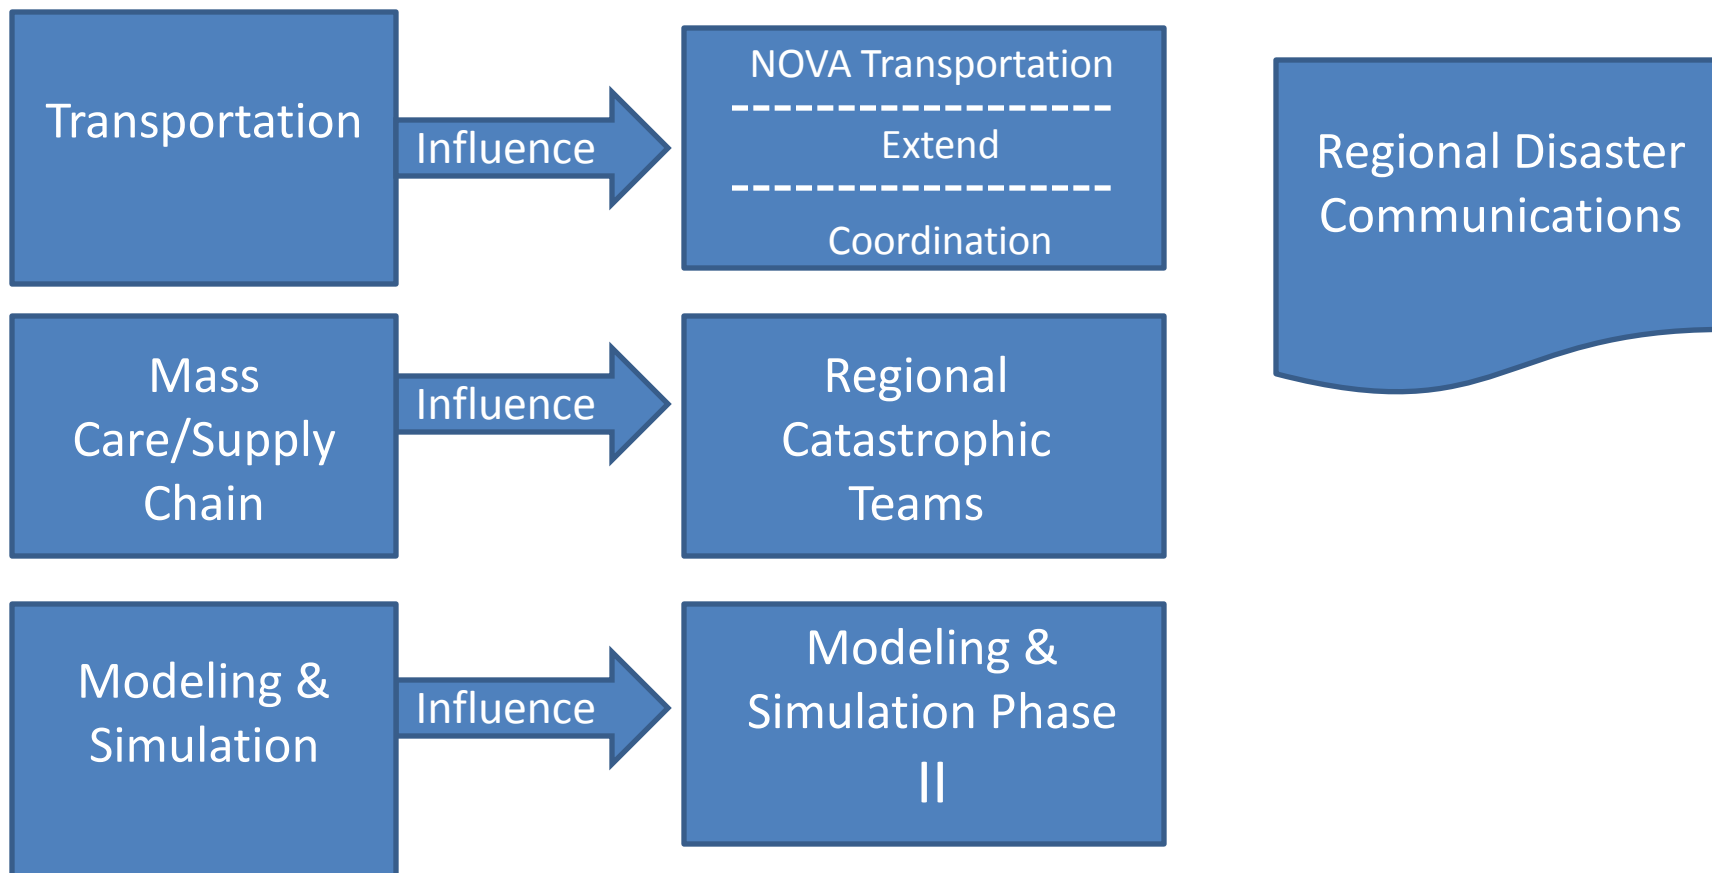 Transportation
Influence
NOVA Transportation
Extend
Coordination
Regional Disaster
Communications
Mass
Care/Supply
Chain
Influence
Regional
Catastrophic
Teams
Modeling &
Simulation
Influence
Modeling &
Simulation Phase
II